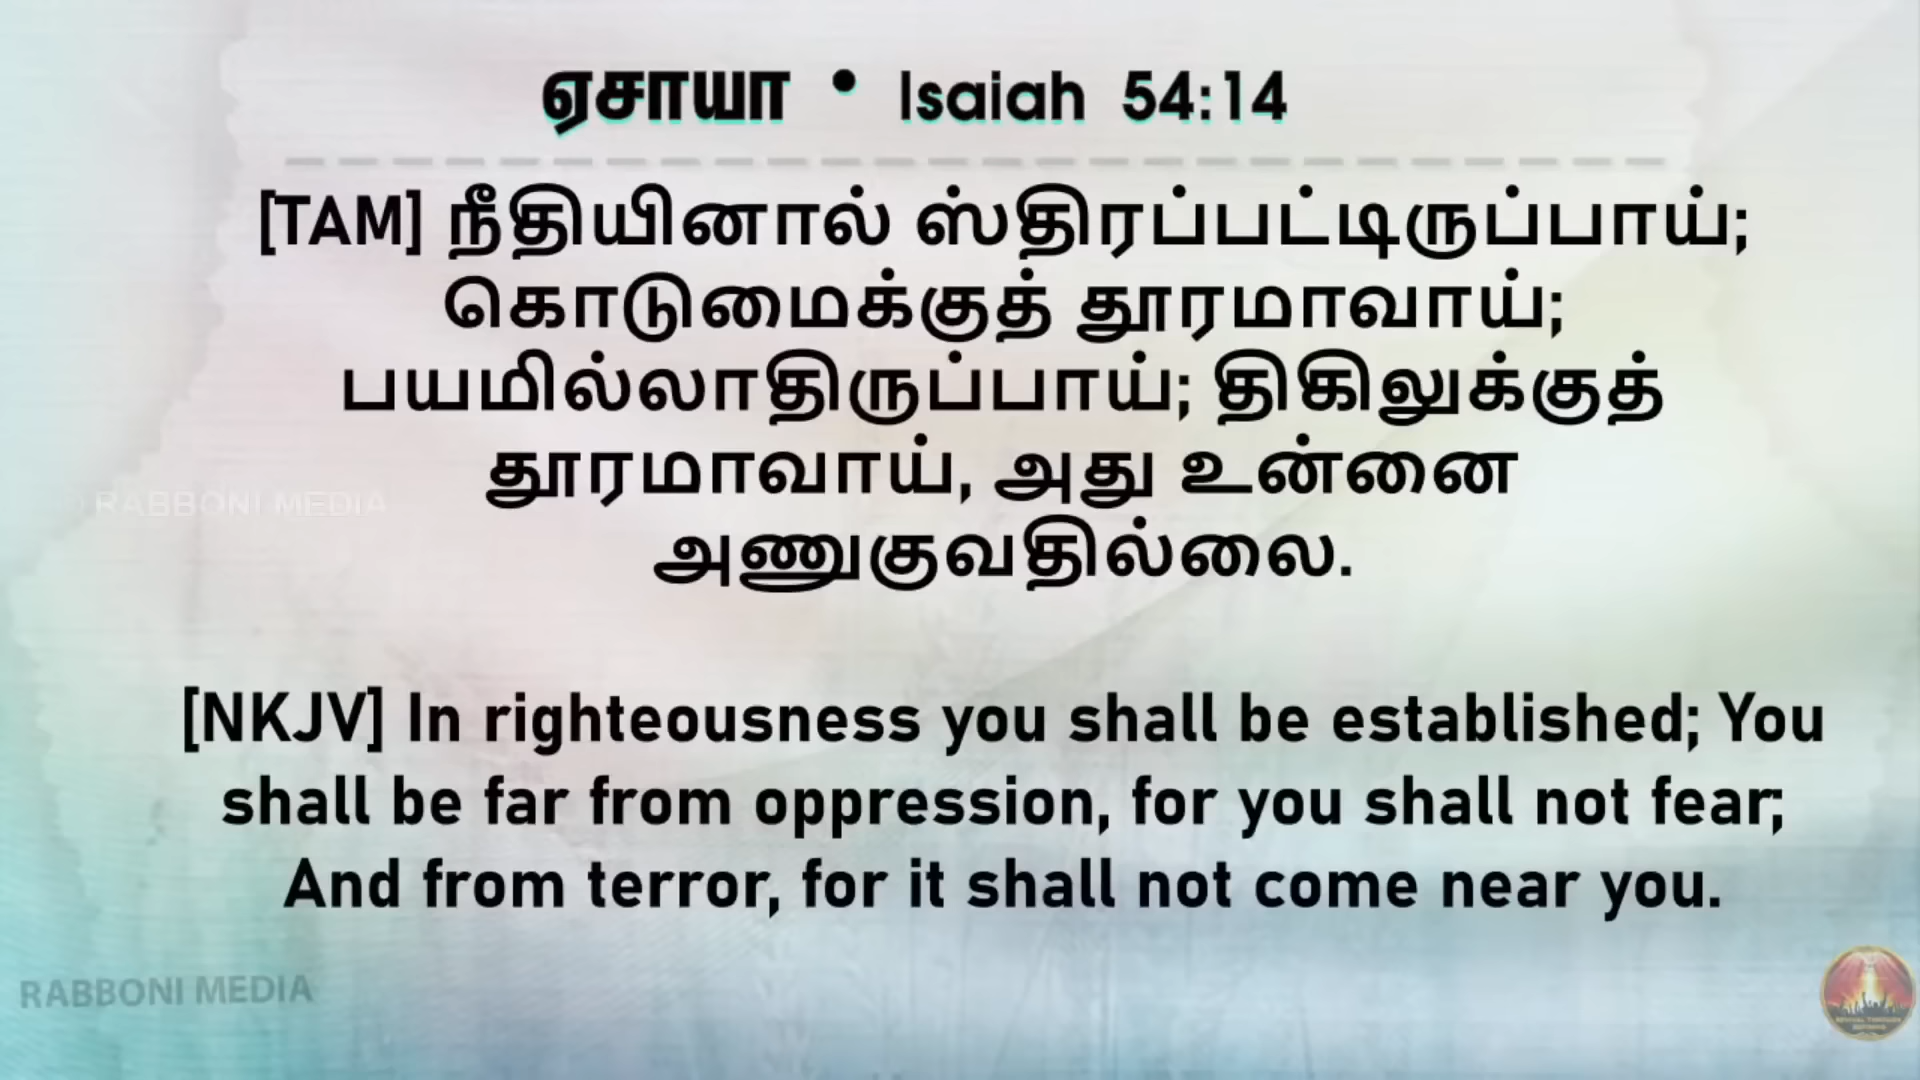 ஏசாயா • Isaiah 54:14
[TAM] நீதியினால் ஸ்திரப்பட்டிருப்பாய்;
கொடுமைக்குத் தூரமாவாய்;
பயமில்லாதிருப்பாய்; திகிலுக்குத்
தூரமாவாய், அது உன்னை
அணுகுவதில்லை.
RABBONI MEDIA
[NKJV] In righteousness you shall be established; You
shall be far from oppression, for you shall not fear;
And from terror, for it shall not come near you.
RABBONI MEDIA